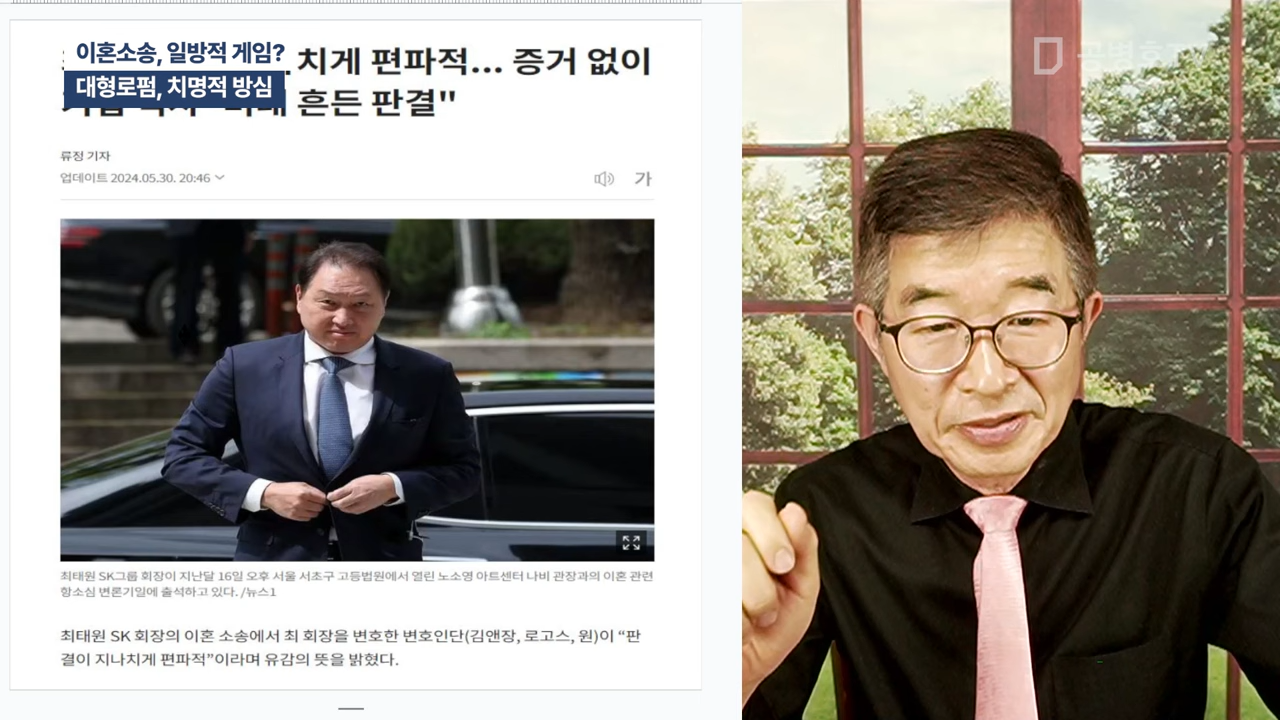 이혼소송, 일방적 게임?
대형로펌, 치명적 방심
치게 편파적... 증거 없이
흔든 판결"
류정 기자
업데이트 2024.05.30. 20:46
가
최태원 SK그룹 회장이 지난달 16일 오후 서울 서초구 고등법원에서 열린 노소영 아트센터 나비 관장과의 이혼 관련
항소심 변론기일에 출석하고 있다. /뉴스1
최태원 SK 회장의 이혼 소송에서 최 회장을 변호한 변호인단(김앤장, 로고스, 원)이 “판
결이 지나치게 편파적”이라며 유감의 뜻을 밝혔다.